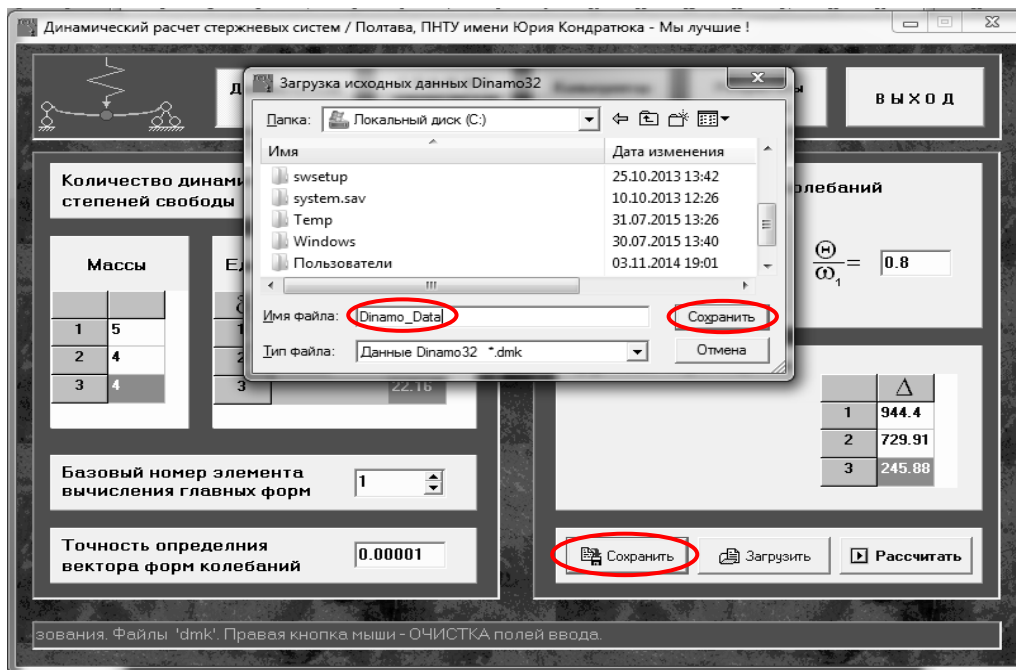 Динамический расчет стержневых систем / Полтава, ПНТУ имени Юрия Кондратюка - Мы лучшие !
ВЫХОД
Загрузка исходных данных Dinamo32
Папка: Локальный диск (C:)
Имя Дата изменения
swsetup 25.10.2013 13:42
system.sav 10.10.2013 12:26
Temp 31.07.2015 13:26
Windows 30.07.2015 13:40
Пользователи 03.11.2014 19:01
Имя файла: Dinamo_Data Сохранить
Тип файла: Данные Dinamo32 *.dmk Отмена
Количество
степеней свободы
Массы
1 5
2 4
3 4
3 22.16
Θ/ω1 = 0.8
Δ
1 944.4
2 729.91
3 245.88
Базовый номер элемента
вычисления главных форм
1
Точность определния
вектора форм колебаний
0.00001
Сохранить Загрузить Рассчитать
зования. Файлы 'dmk'. Правая кнопка мыши - ОЧИСТКА полей ввода.